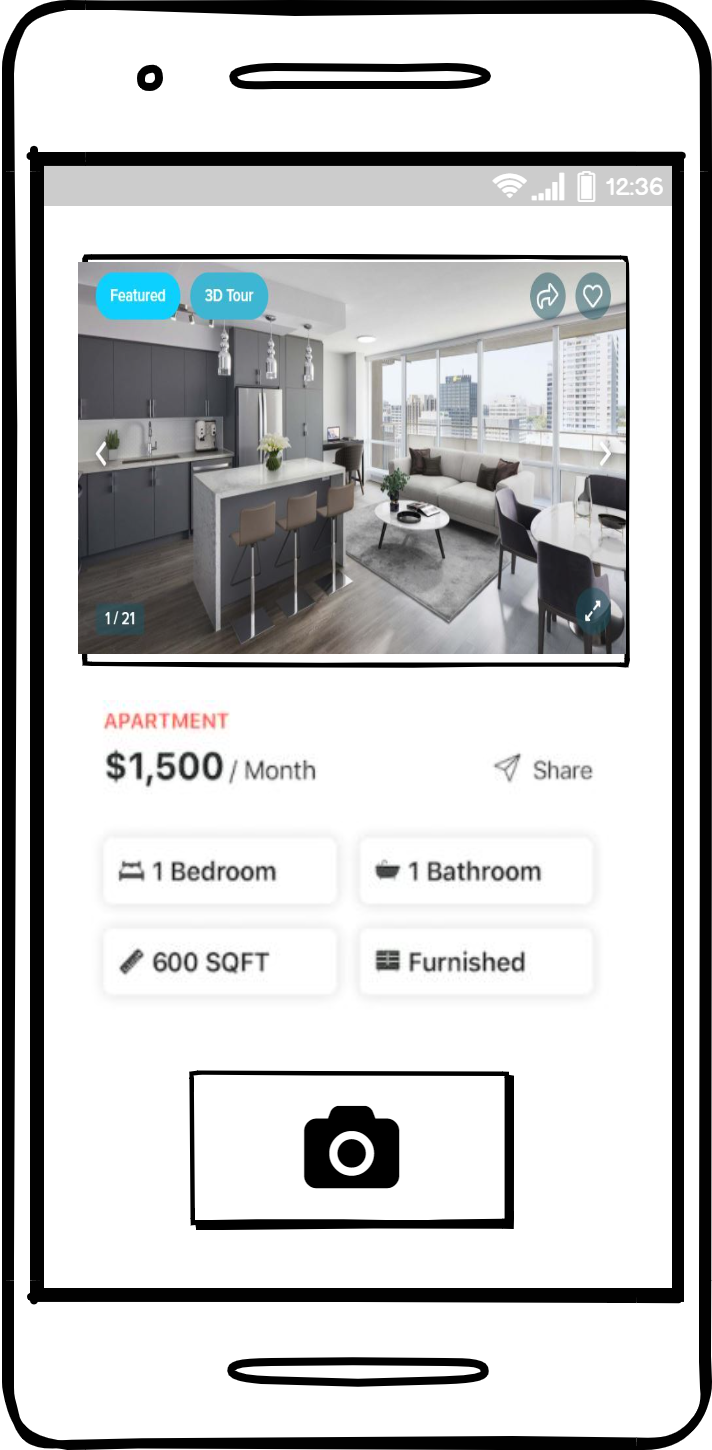 12:36
Featured
3D Tour
1 / 21
APARTMENT
$1,500 / Month
Share
1 Bedroom
1 Bathroom
600 SQFT
Furnished